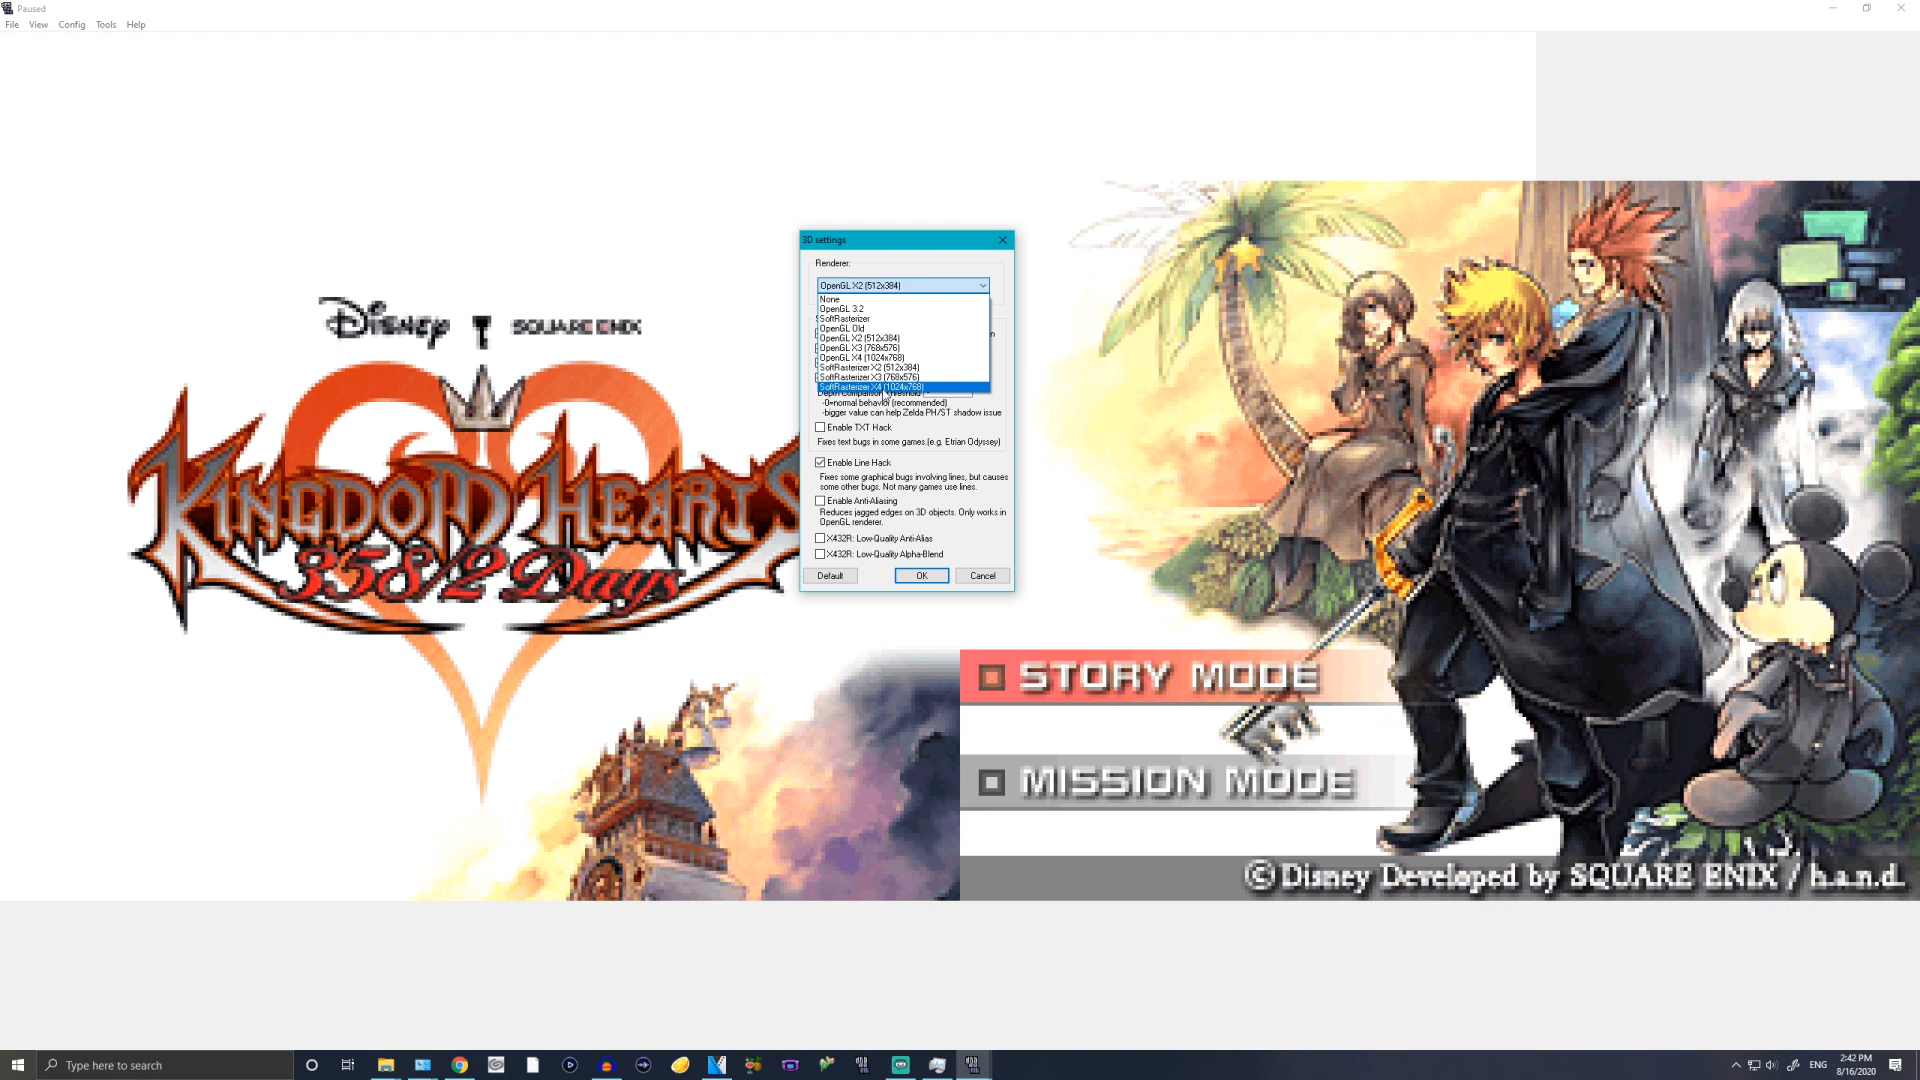 Paused
File View Config Tools Help
Disney SQUARE ENIX
KINGDOM HEARTS
358/2 Days
3D settings
Renderer:
OpenGL X2 (512x384)
None
OpenGL 3.2
SoftRasterizer
OpenGL Old
OpenGL X2 (512x384)
OpenGL X3 (768x576)
OpenGL X4 (1024x768)
SoftRasterizer X2 (512x384)
SoftRasterizer X3 (768x576)
SoftRasterizer X4 (1024x768)
Depth Comparison Threshold
-0=normal behavior (recommended)
-bigger value can help Zelda PH/ST shadow issue
Enable TXT Hack
Fixes text bugs in some games.(e.g. Etrian Odyssey)
Enable Line Hack
Fixes some graphical bugs involving lines, but causes
some other bugs. Not many games use lines.
Enable Anti-Aliasing
Reduces jagged edges on 3D objects. Only works in
OpenGL renderer.
X432R: Low-Quality Anti-Alias
X432R: Low-Quality Alpha-Blend
Default OK Cancel
STORY MODE
MISSION MODE
© Disney Developed by SQUARE ENIX / h.a.n.d.
Type here to search
ENG
2:42 PM
8/16/2020